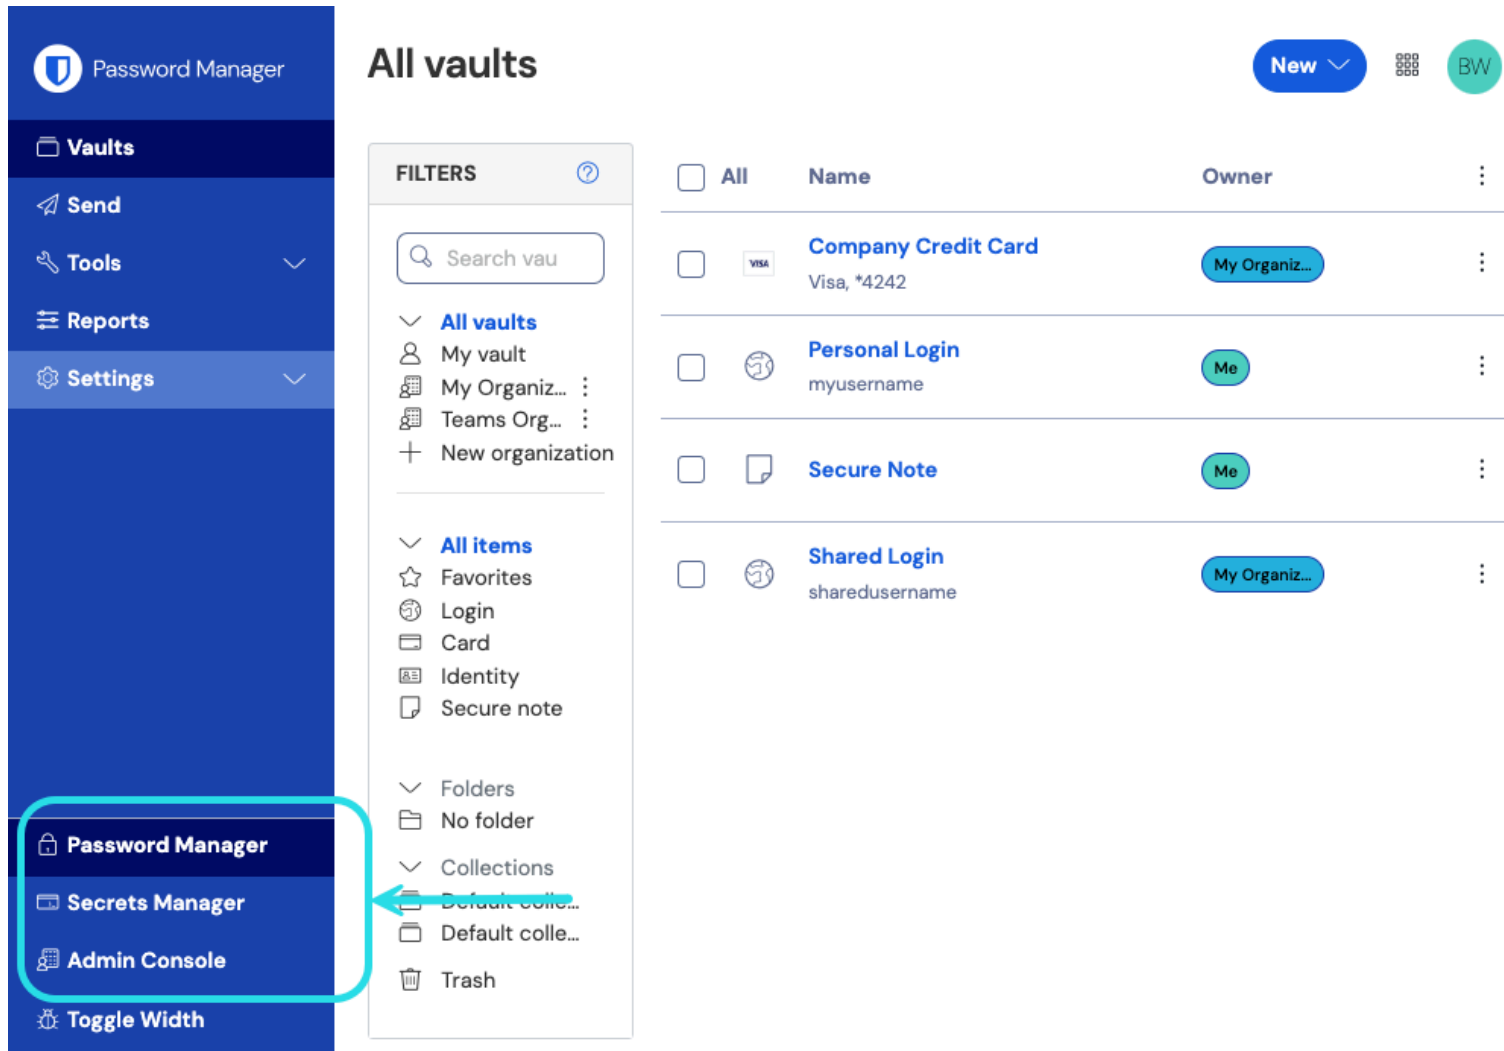 Password Manager
Vaults
Send
Tools
Reports
Settings
Password Manager
Secrets Manager
Admin Console
Toggle Width
All vaults
New
BW
FILTERS
Search vau
All vaults
My vault
My Organiz...
Teams Org...
New organization
All items
Favorites
Login
Card
Identity
Secure note
Folders
No folder
Collections
Default colle...
Default colle...
Trash
All Name Owner
VISA Company Credit Card My Organiz...
Visa, *4242
Personal Login Me
myusername
Secure Note Me
Shared Login My Organiz...
sharedusername